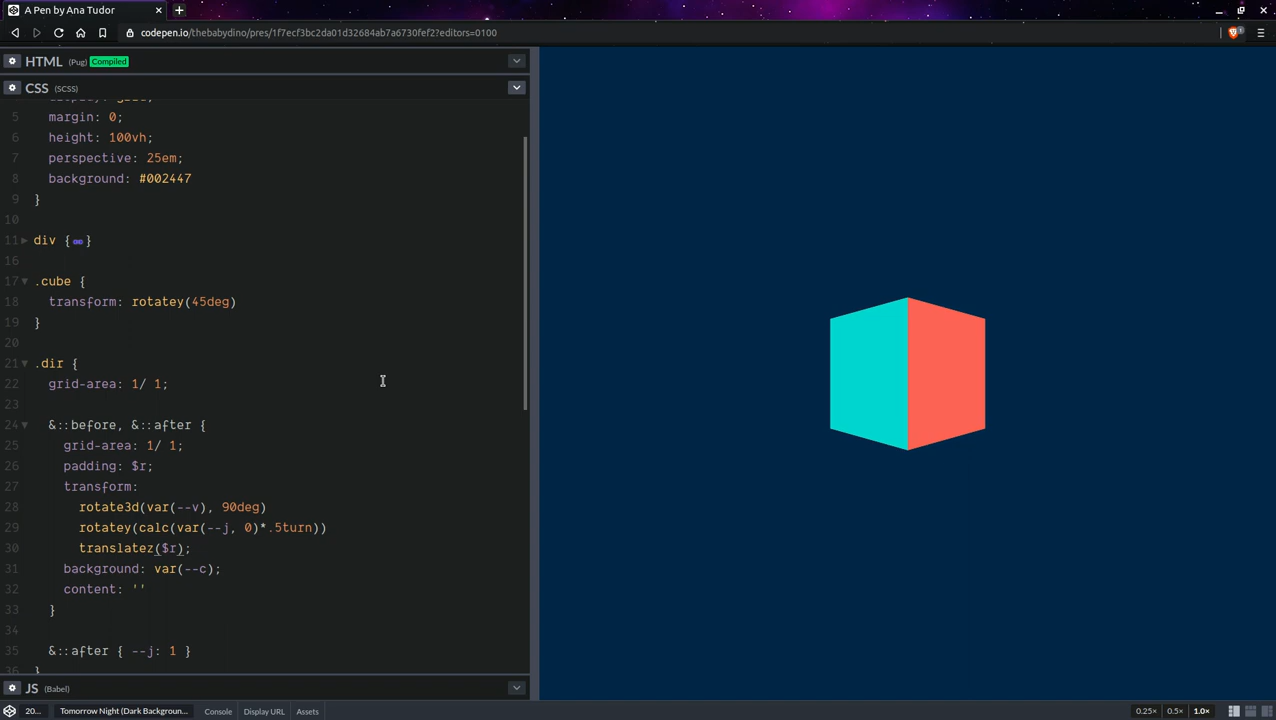 A Pen by Ana Tudor
codepen.io/thebabydino/pres/1f7ecf3bc2da01d32684ab7a6730fef2?editors=0100
HTML (Pug) Compiled
CSS (SCSS)
5 margin: 0;
6 height: 100vh;
7 perspective: 25em;
8 background: #002447
9 }
10
11 div { }
16
17 .cube {
18 transform: rotatey(45deg)
19 }
20
21 .dir {
22 grid-area: 1/ 1;
23
24 &::before, &::after {
25 grid-area: 1/ 1;
26 padding: $r;
27 transform:
28 rotate3d(var(--v), 90deg)
29 rotatey(calc(var(--j, 0)*.5turn))
30 translatez($r);
31 background: var(--c);
32 content: ''
33 }
34
35 &::after { --j: 1 }
36 }
JS (Babel)
20... Tomorrow Night (Dark Backgroun... Console Display URL Assets 0.25× 0.5× 1.0×